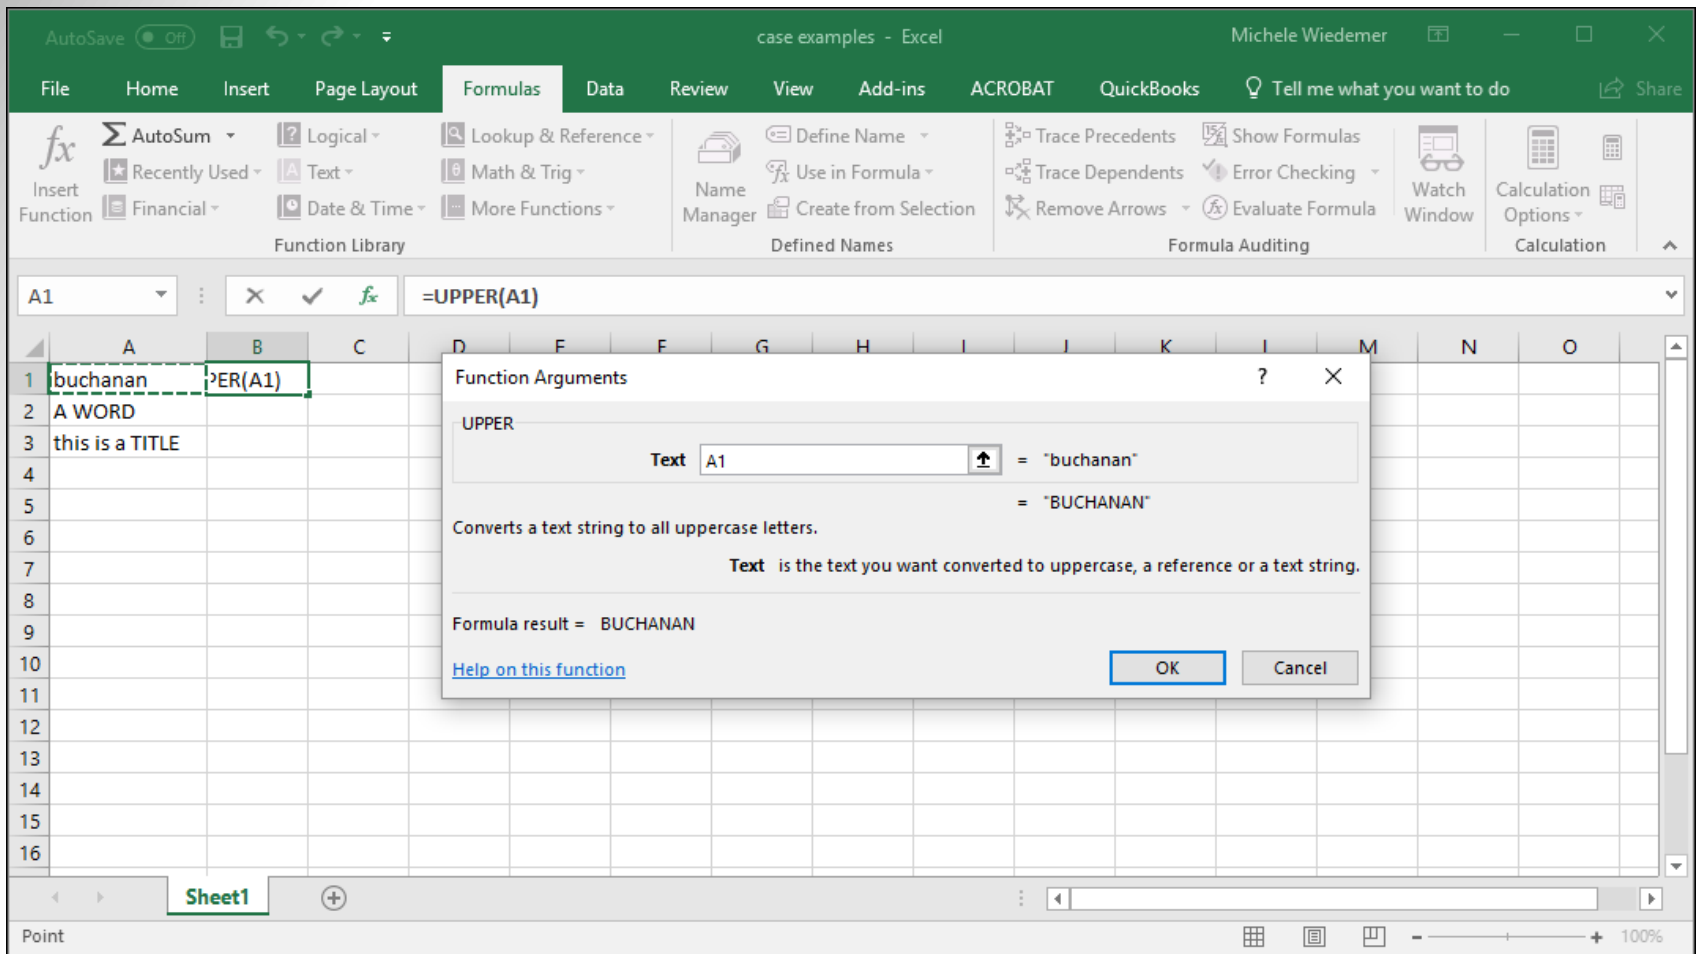 AutoSave Off case examples - Excel Michele Wiedemer
File Home Insert Page Layout Formulas Data Review View Add-ins ACROBAT QuickBooks Tell me what you want to do Share
fx Insert Function
AutoSum
Recently Used
Financial
Logical
Text
Date & Time
Lookup & Reference
Math & Trig
More Functions
Function Library
Name Manager
Define Name
Use in Formula
Create from Selection
Defined Names
Trace Precedents
Trace Dependents
Remove Arrows
Show Formulas
Error Checking
Evaluate Formula
Formula Auditing
Watch Window
Calculation Options
Calculation
A1 fx =UPPER(A1)
A B C D E F G H I J K L M N O
1 buchanan PER(A1)
2 A WORD
3 this is a TITLE
4
5
6
7
8
9
10
11
12
13
14
15
16
Function Arguments ?
UPPER
Text A1 = "buchanan"
= "BUCHANAN"
Converts a text string to all uppercase letters.
Text is the text you want converted to uppercase, a reference or a text string.
Formula result = BUCHANAN
Help on this function OK Cancel
Sheet1
Point 100%